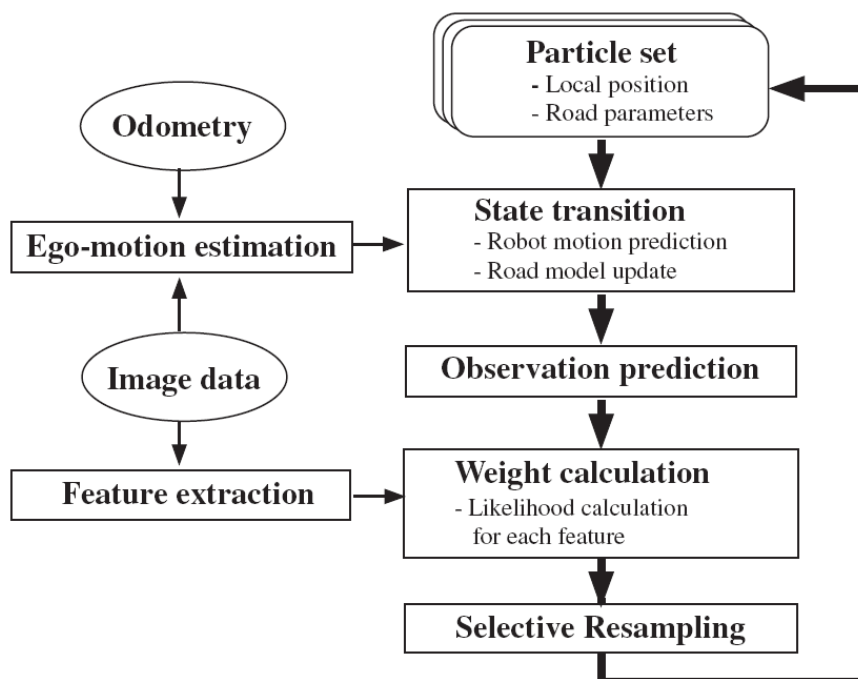 Particle set
- Local position
- Road parameters
Odometry
State transition
- Robot motion prediction
- Road model update
Ego-motion estimation
Observation prediction
Image data
Weight calculation
- Likelihood calculation
for each feature
Feature extraction
Selective Resampling